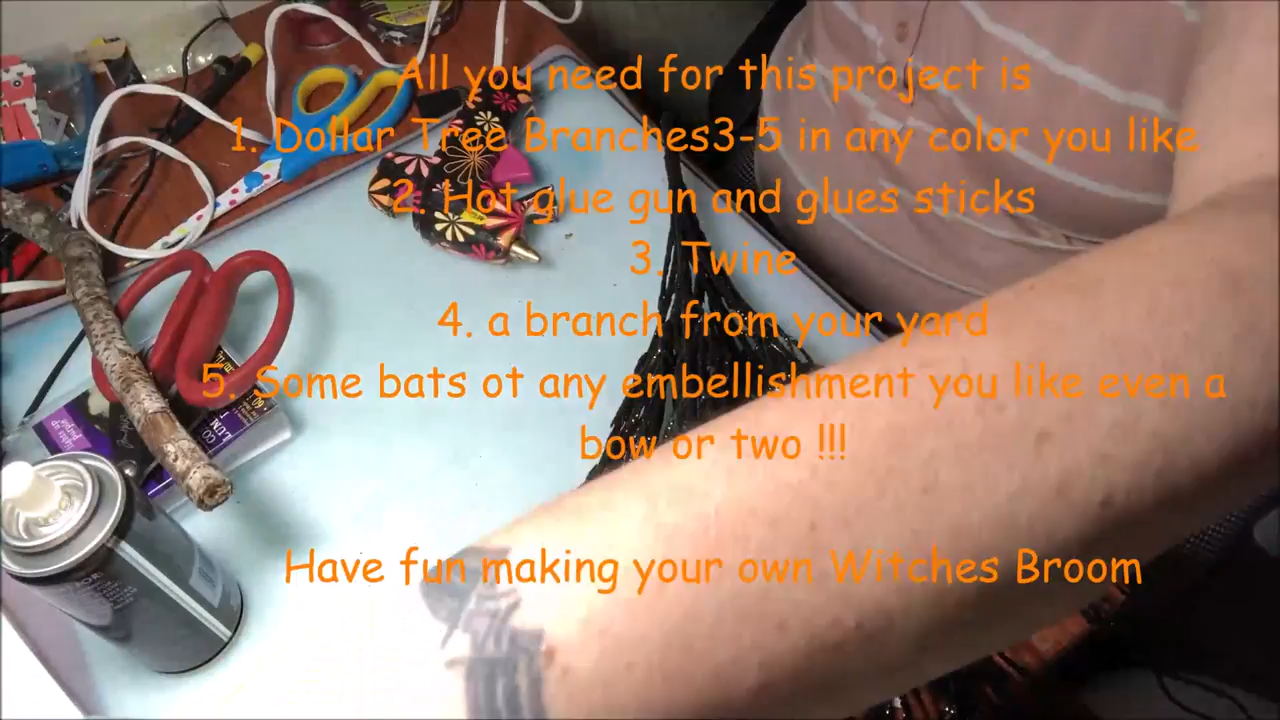 All you need for this project is
1. Dollar Tree Branches3-5 in any color you like
2. Hot glue gun and glues sticks
3. Twine
4. a branch from your yard
5. Some bats ot any embellishment you like even a
bow or two !!!
Have fun making your own Witches Broom